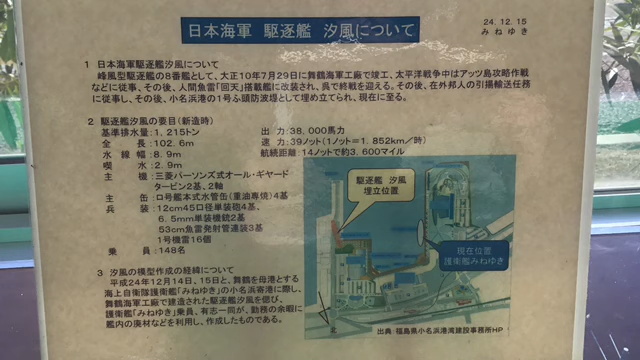 日本海軍 駆逐艦 汐風について
24.12.15
みねゆき
1 日本海軍駆逐艦汐風について
峰風型駆逐艦の8番艦として、大正10年7月29日に舞鶴海軍工廠で竣工、太平洋戦争中はアッツ島攻略作戦
などに従事、その後、人間魚雷「回天」搭載艦に改装され、呉で終戦を迎える。その後、在外邦人の引揚輸送任務
に従事し、その後、小名浜港の1号ふ頭防波堤として埋め立てられ、現在に至る。
2 駆逐艦汐風の要目(新造時)
基準排水量:1,215トン
全長:102.6m
水線幅:8.9m
喫水:2.9m
主機:三菱パーソンズ式オール・ギヤード
タービン2基、2軸
主缶:ロ号艦本式水管缶(重油専焼)4基
兵装:12cm45口径単装砲4基、
6.5mm単装機銃2基
53cm魚雷発射管連装3基
1号機雷16個
乗員:148名
出力:38,000馬力
速力:39ノット(1ノット=1.852km/時)
航続距離:14ノットで約3,600マイル
駆逐艦 汐風
埋立位置
現在位置
護衛艦みねゆき
出典:福島県小名浜港湾建設事務所HP
3 汐風の模型作成の経緯について
平成24年12月14日、15日と、舞鶴を母港とする
海上自衛隊護衛艦「みねゆき」の小名浜寄港に際し、
舞鶴海軍工廠で建造された駆逐艦汐風を偲び、
護衛艦「みねゆき」乗員、有志一同が、勤務の余暇に
艦内の廃材などを利用し、作成したものである。